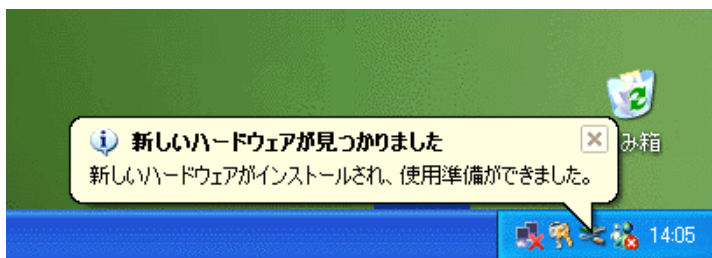 新しいハードウェアが見つかりました
新しいハードウェアがインストールされ、使用準備ができました。
み箱
14:05